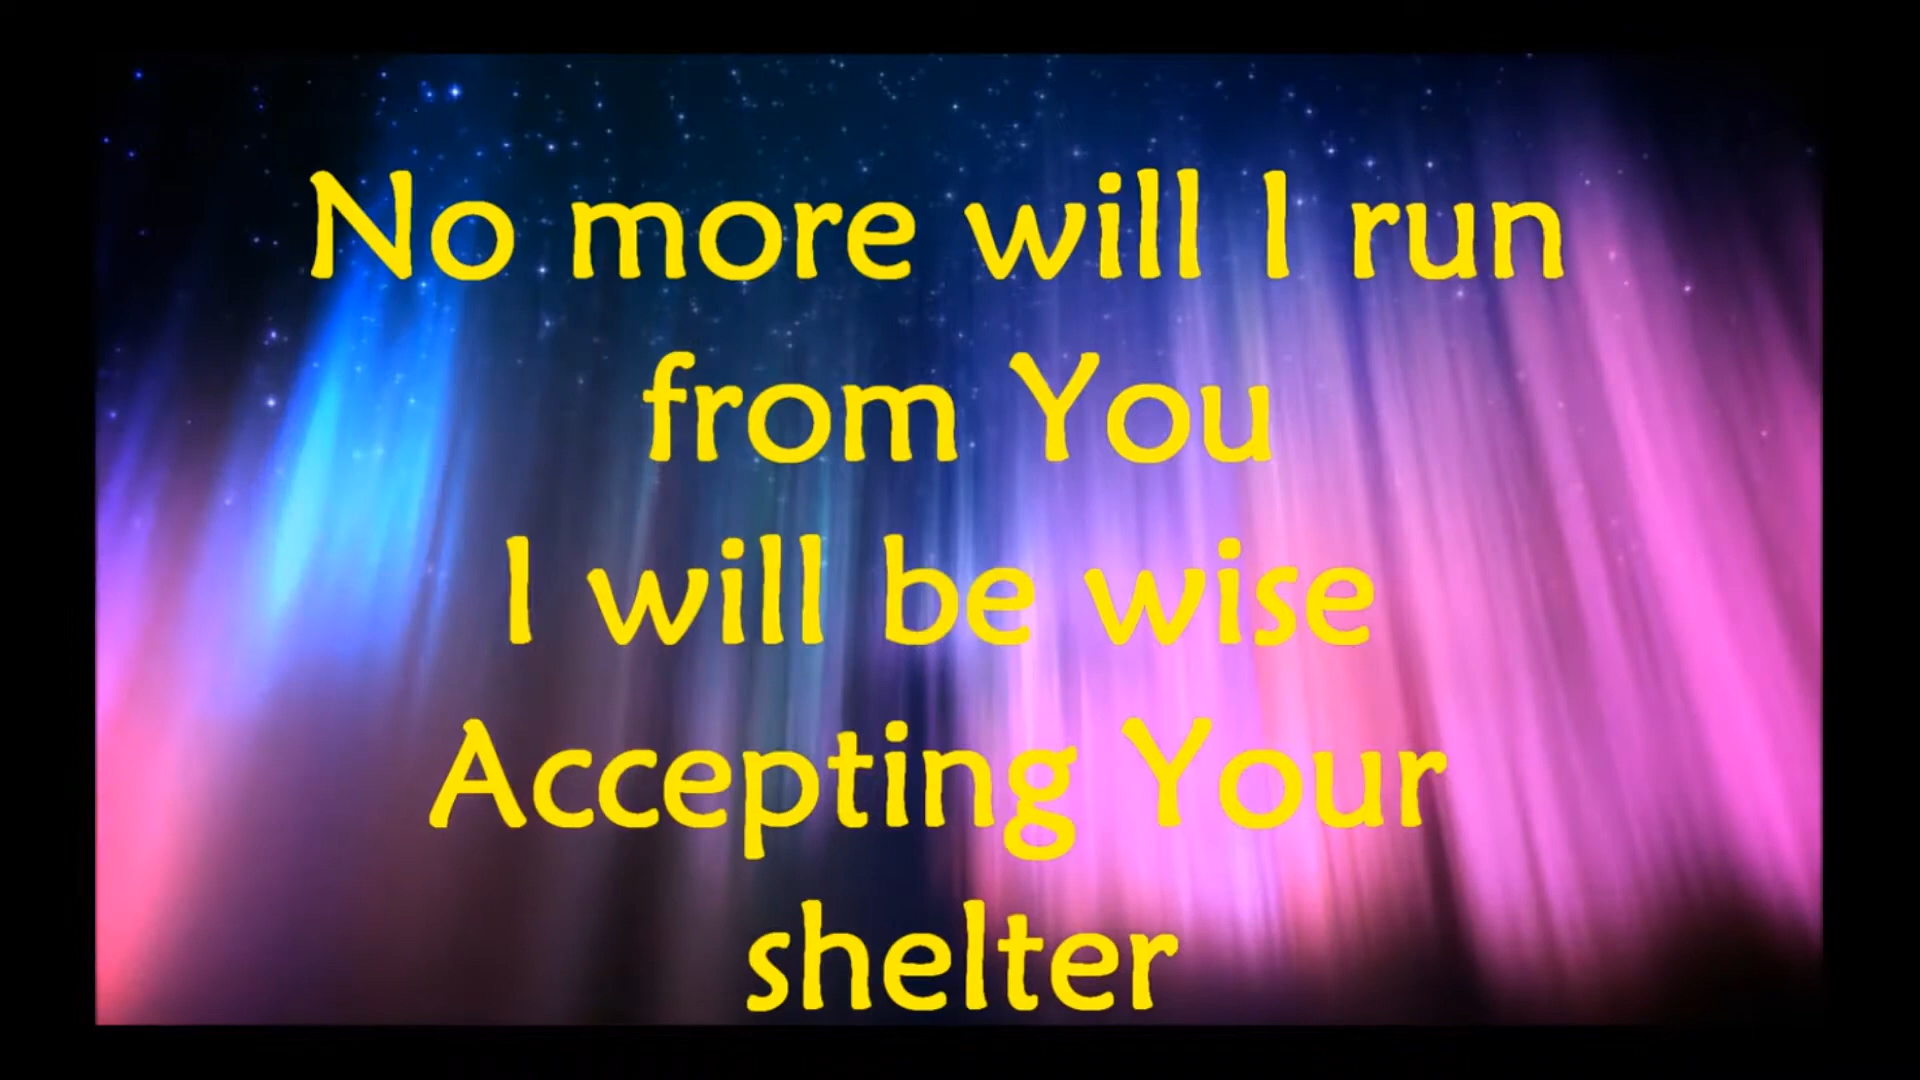 No more will I run
from You
I will be wise
Accepting Your
shelter